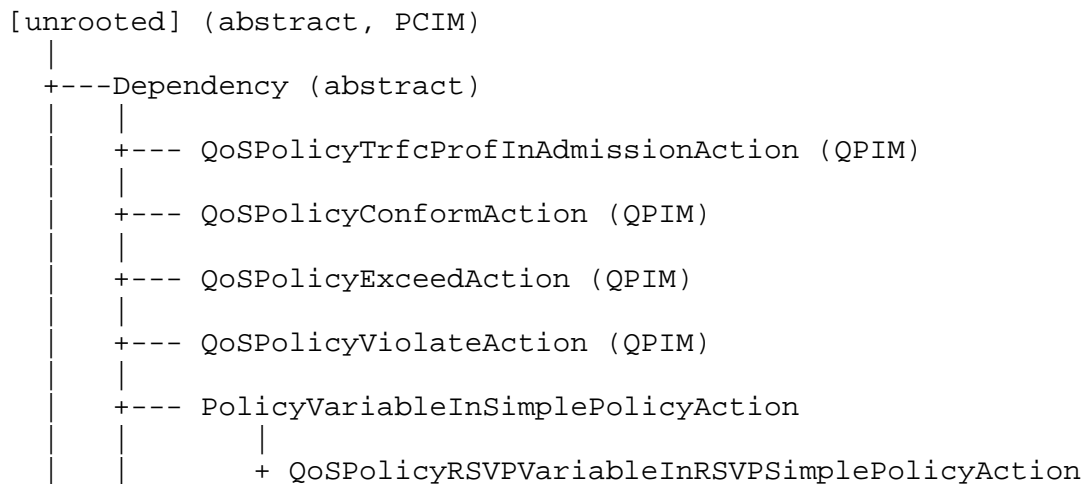 [unrooted] (abstract, PCIM)
|
+---Dependency (abstract)
|   |
|   +--- QoSPolicyTrfcProfInAdmissionAction (QPIM)
|   |
|   +--- QoSPolicyConformAction (QPIM)
|   |
|   +--- QoSPolicyExceedAction (QPIM)
|   |
|   +--- QoSPolicyViolateAction (QPIM)
|   |
|   +--- PolicyVariableInSimplePolicyAction
|   |        |
|   |        + QoSPolicyRSVPVariableInRSVPSimplePolicyAction